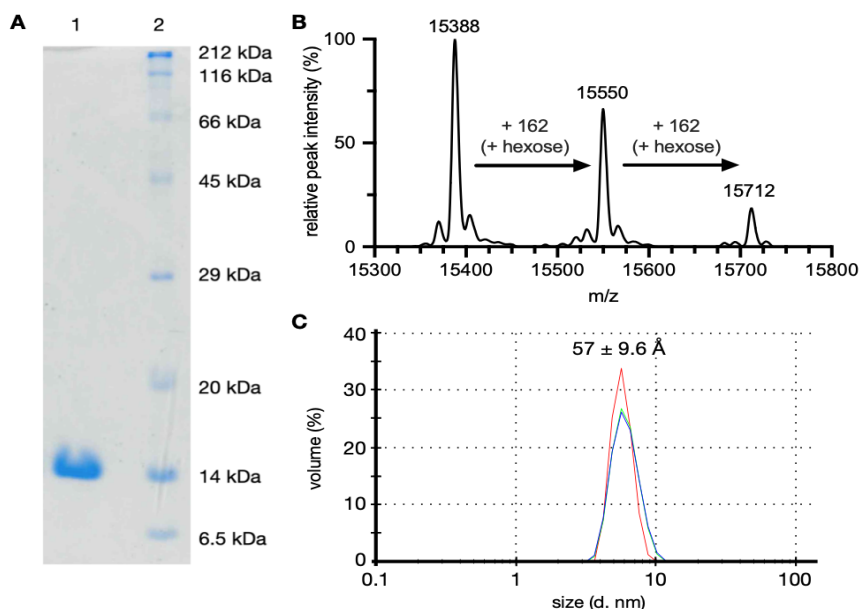 A
1 2
212 kDa
116 kDa
66 kDa
45 kDa
29 kDa
20 kDa
14 kDa
6.5 kDa
B
relative peak intensity (%)
100
50
0
15388
15550
15712
+ 162
(+ hexose)
+ 162
(+ hexose)
15300 15400 15500 15600 15700 15800
m/z
C
volume (%)
40
30
20
10
0
57 ± 9.6 Å
0.1 1 10 100
size (d. nm)